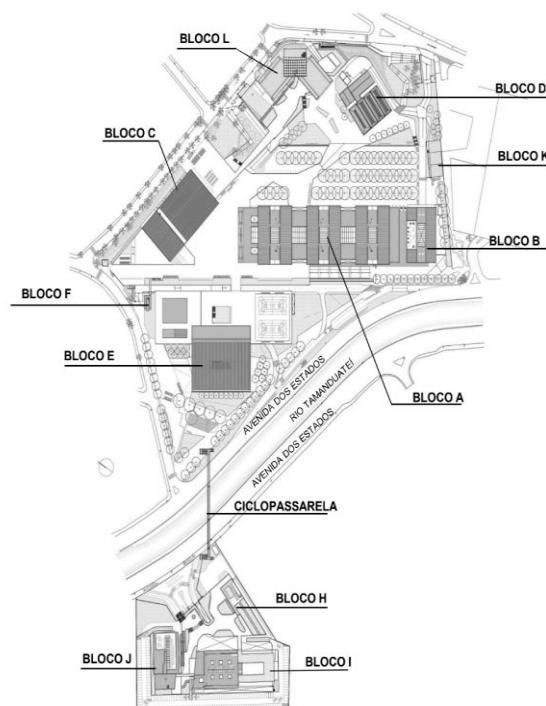 BLOCO L
BLOCO D
BLOCO C
BLOCO K
BLOCO B
BLOCO F
BLOCO E
BLOCO A
AVENIDA DOS ESTADOS
RIO TAMANDUATEÍ
AVENIDA DOS ESTADOS
CICLOPASSARELA
BLOCO H
BLOCO J
BLOCO I